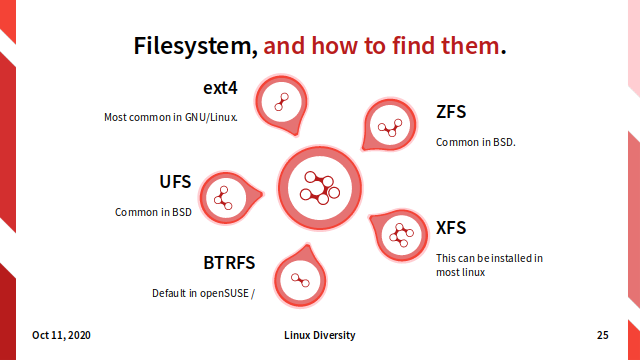 Filesystem, and how to find them.
ext4
Most common in GNU/Linux.
ZFS
Common in BSD.
UFS
Common in BSD
XFS
This can be installed in
most linux
BTRFS
Default in openSUSE /
Oct 11, 2020
Linux Diversity
25